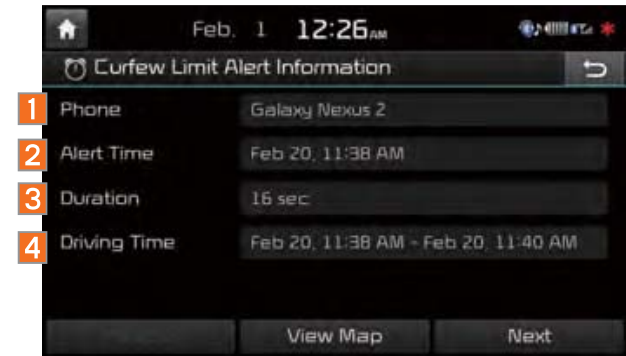 Feb. 1 12:26 AM
Curfew Limit Alert Information
1 Phone Galaxy Nexus 2
2 Alert Time Feb 20, 11:38 AM
3 Duration 16 sec
4 Driving Time Feb 20, 11:38 AM - Feb 20, 11:40 AM
View Map Next